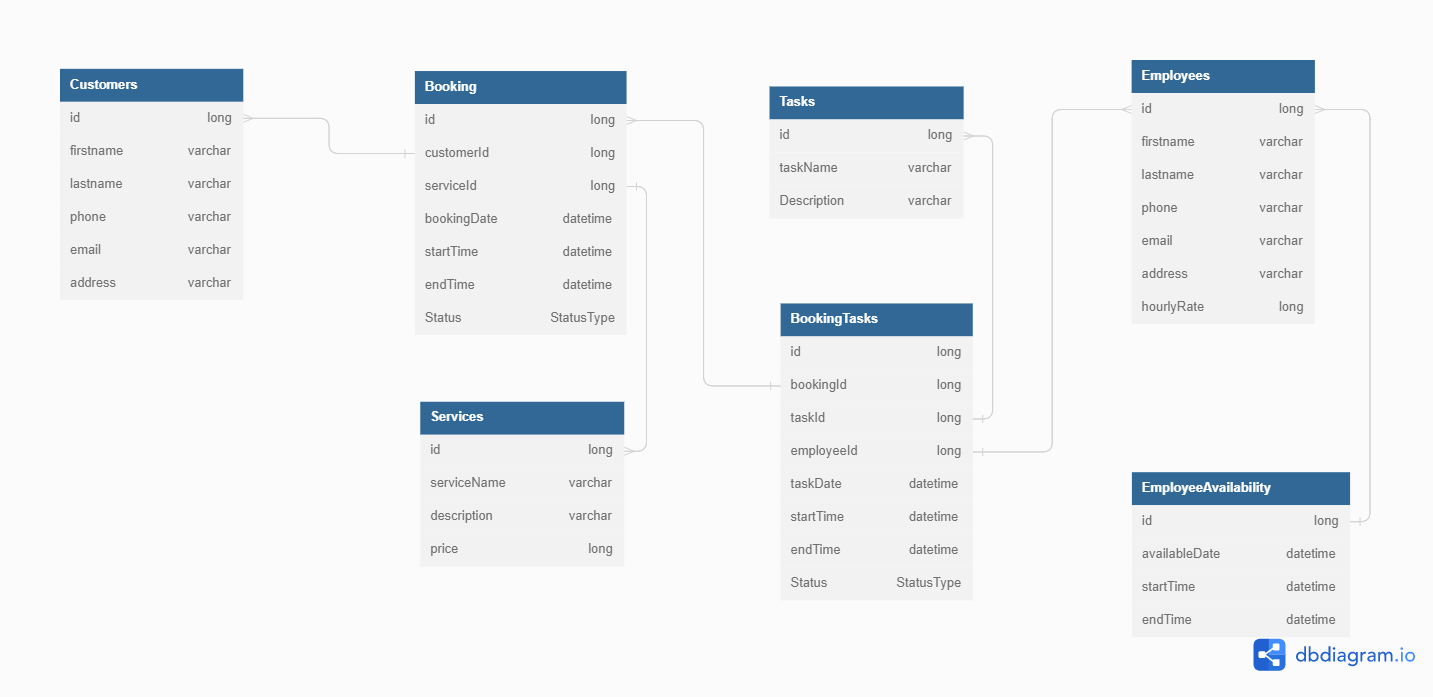 Customers
id long
firstname varchar
lastname varchar
phone varchar
email varchar
address varchar
Booking
id long
customerId long
serviceId long
bookingDate datetime
startTime datetime
endTime datetime
Status StatusType
Services
id long
serviceName varchar
description varchar
price long
Tasks
id long
taskName varchar
Description varchar
BookingTasks
id long
bookingId long
taskId long
employeeId long
taskDate datetime
startTime datetime
endTime datetime
Status StatusType
Employees
id long
firstname varchar
lastname varchar
phone varchar
email varchar
address varchar
hourlyRate long
EmployeeAvailability
id long
availableDate datetime
startTime datetime
endTime datetime
dbdiagram.io